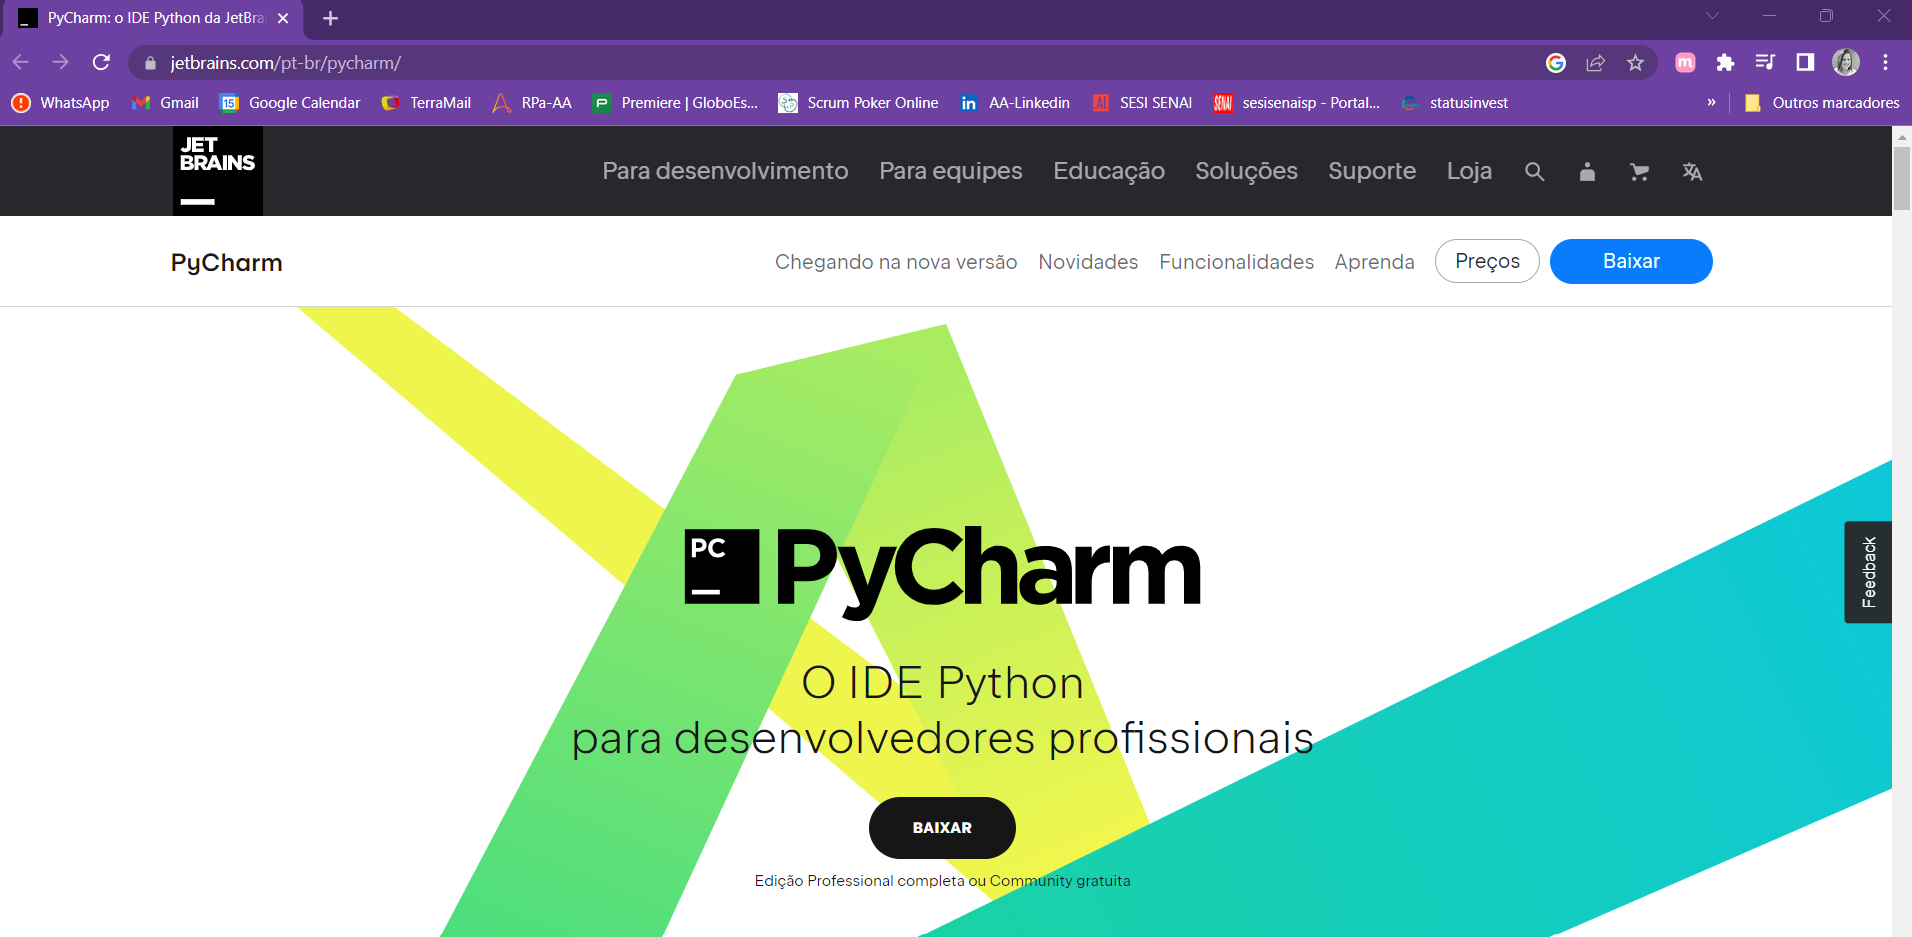 PyCharm: o IDE Python da JetBra
jetbrains.com/pt-br/pycharm/
WhatsApp Gmail 15 Google Calendar TerraMail RPa-AA Premiere | GloboEs... Scrum Poker Online in AA-Linkedin SESI SENAI sesisenaisp - Portal... statusinvest » Outros marcadores
JET
BRAINS
Para desenvolvimento Para equipes Educação Soluções Suporte Loja
PyCharm Chegando na nova versão Novidades Funcionalidades Aprenda Preços Baixar
PC PyCharm
Feedback
O IDE Python
para desenvolvedores profissionais
BAIXAR
Edição Professional completa ou Community gratuita